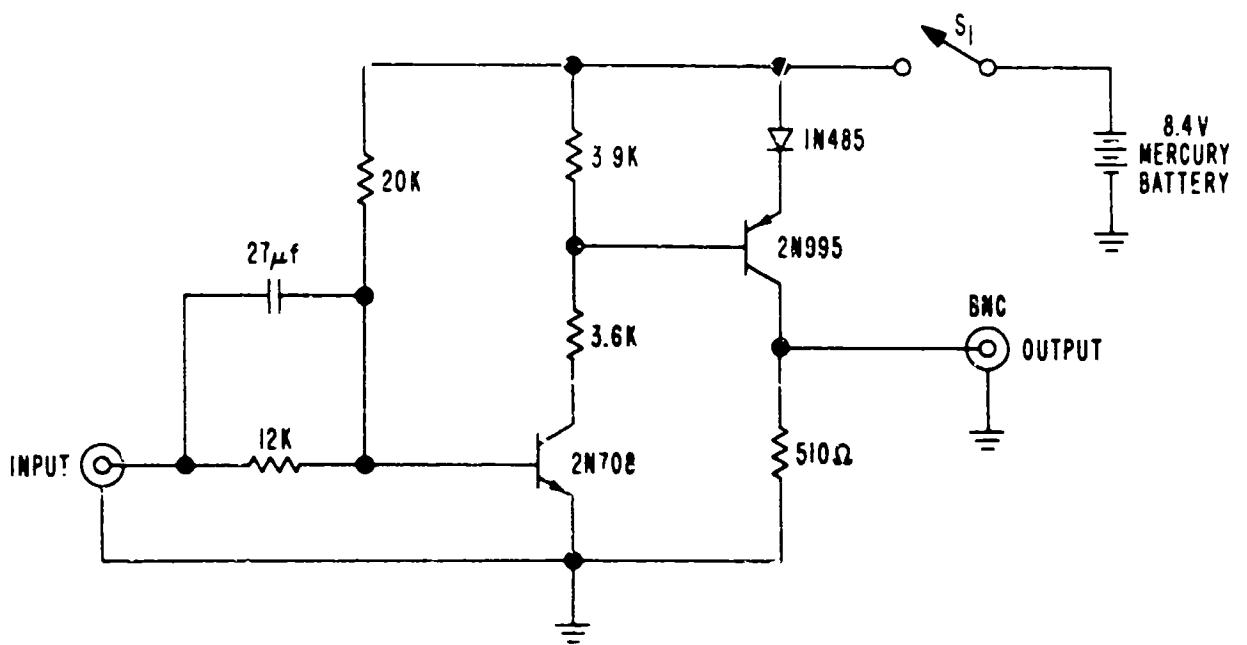 S1
1N485
8.4V
MERCURY
BATTERY
3.9K
20K
2N995
27μf
3.6K
BNC
OUTPUT
12K
INPUT
2N708
510Ω